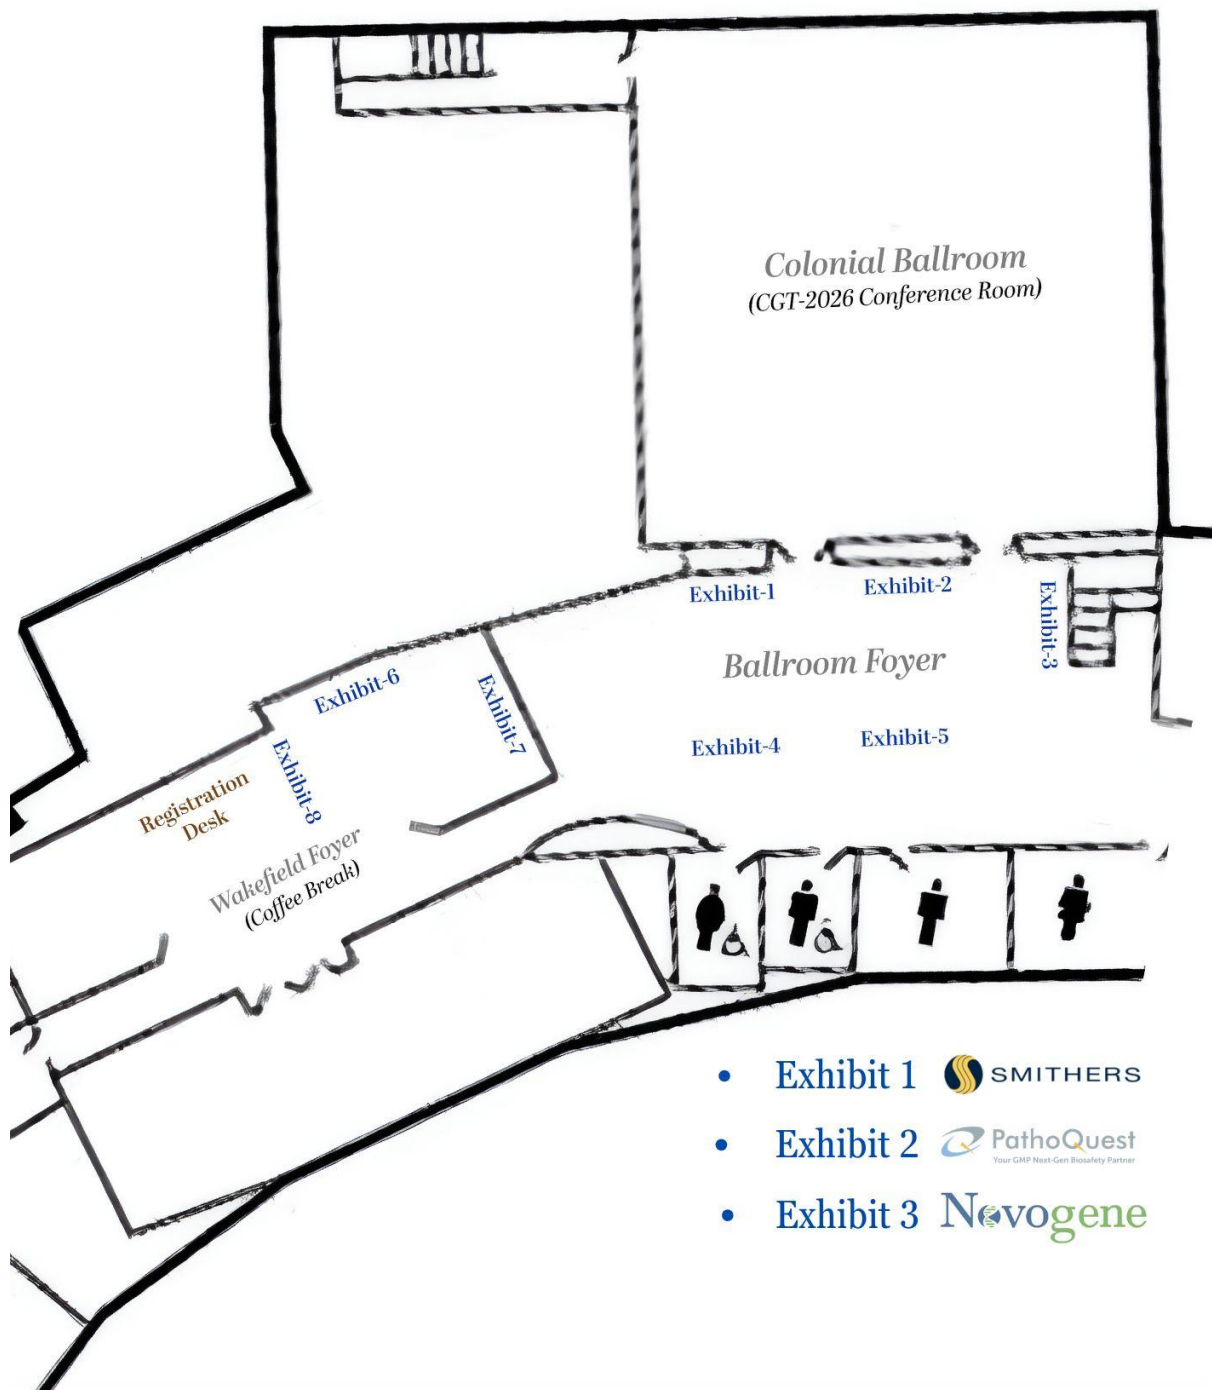 Colonial Ballroom
(CGT-2026 Conference Room)
Exhibit-1
Exhibit-2
Exhibit-3
Ballroom Foyer
Exhibit-6
Exhibit-7
Exhibit-4
Exhibit-5
Exhibit-8
Registration
Desk
Wakefield Foyer
(Coffee Break)
• Exhibit 1 SMITHERS
• Exhibit 2 PathoQuest
Your GMP Next-Gen Biosafety Partner
• Exhibit 3 Novogene